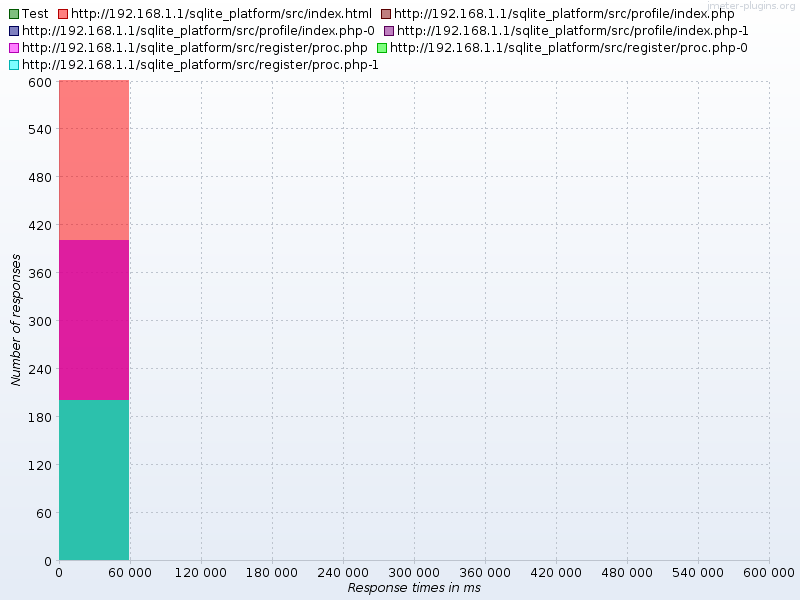 jmeter-plugins.org
Test http://192.168.1.1/sqlite_platform/src/index.html http://192.168.1.1/sqlite_platform/src/profile/index.php
http://192.168.1.1/sqlite_platform/src/profile/index.php-0 http://192.168.1.1/sqlite_platform/src/profile/index.php-1
http://192.168.1.1/sqlite_platform/src/register/proc.php http://192.168.1.1/sqlite_platform/src/register/proc.php-0
http://192.168.1.1/sqlite_platform/src/register/proc.php-1
600
540
480
420
360
300
240
180
120
60
0
Number of responses
0 60 000 120 000 180 000 240 000 300 000 360 000 420 000 480 000 540 000 600 000
Response times in ms